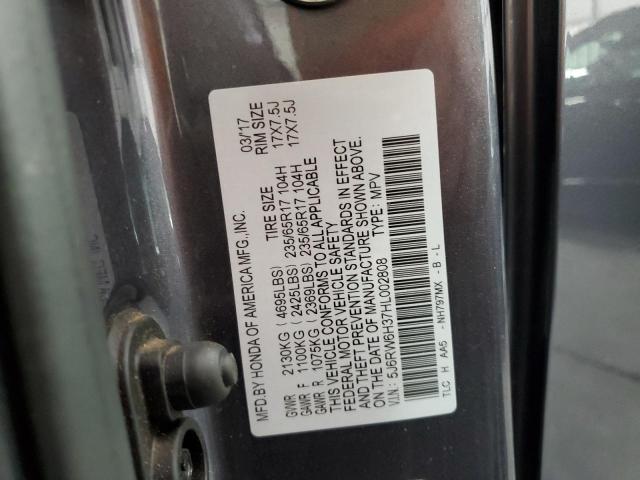 MFD.BY HONDA OF AMERICA MFG.,INC. 03/'17
TIRE SIZE RIM SIZE
GVWR 2130KG ( 4695LBS)
GAWR F 1100KG ( 2425LBS) 235/65R17 104H 17X7.5J
GAWR R 1075KG ( 2369LBS) 235/65R17 104H 17X7.5J
THIS VEHICLE CONFORMS TO ALL APPLICABLE
FEDERAL MOTOR VEHICLE SAFETY
AND THEFT PREVENTION STANDARDS IN EFFECT
ON THE DATE OF MANUFACTURE SHOWN ABOVE.
V.I.N.: 5J6RW6H37HL002808 TYPE: MPV
TLC H AA5 - NH797MX - B - L